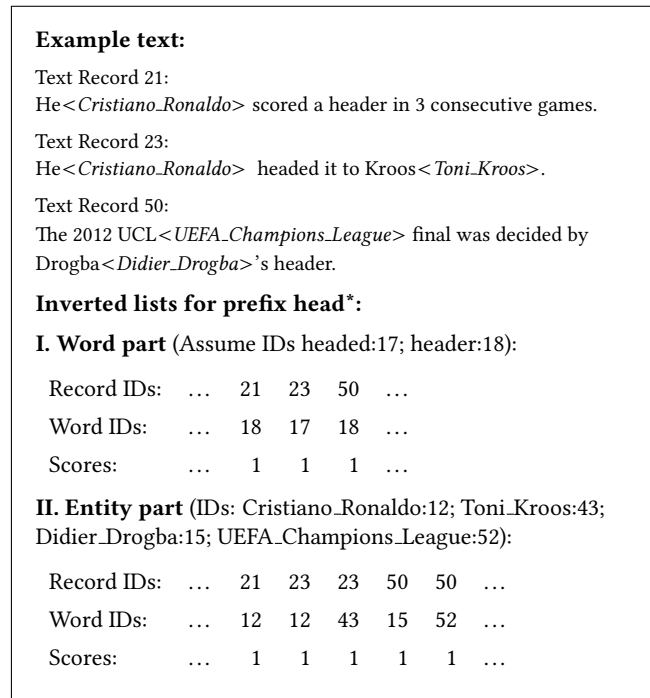 Example text:
Text Record 21:
He<Cristiano_Ronaldo> scored a header in 3 consecutive games.
Text Record 23:
He<Cristiano_Ronaldo> headed it to Kroos<Toni_Kroos>.
Text Record 50:
The 2012 UCL<UEFA_Champions_League> final was decided by
Drogba<Didier_Drogba>'s header.
Inverted lists for prefix head*:
I. Word part (Assume IDs headed:17; header:18):
Record IDs: … 21 23 50 …
Word IDs: … 18 17 18 …
Scores: … 1 1 1 …
II. Entity part (IDs: Cristiano_Ronaldo:12; Toni_Kroos:43;
Didier_Drogba:15; UEFA_Champions_League:52):
Record IDs: … 21 23 23 50 50 …
Word IDs: … 12 12 43 15 52 …
Scores: … 1 1 1 1 1 …